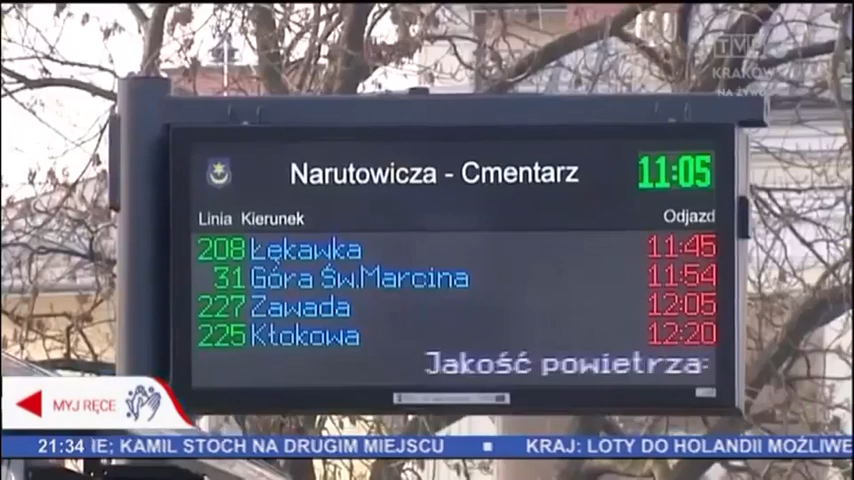 TVP3
KRAKÓW
NA ŻYWO
Narutowicza - Cmentarz 11:05
Linia Kierunek Odjazd
208 Łękawka 11:45
31 Góra Św.Marcina 11:54
227 Zawada 12:05
225 Kłokowa 12:20
Jakość powietrza:
MYJ RĘCE
21:34 IE; KAMIL STOCH NA DRUGIM MIEJSCU ■ KRAJ: LOTY DO HOLANDII MOŻLIWE